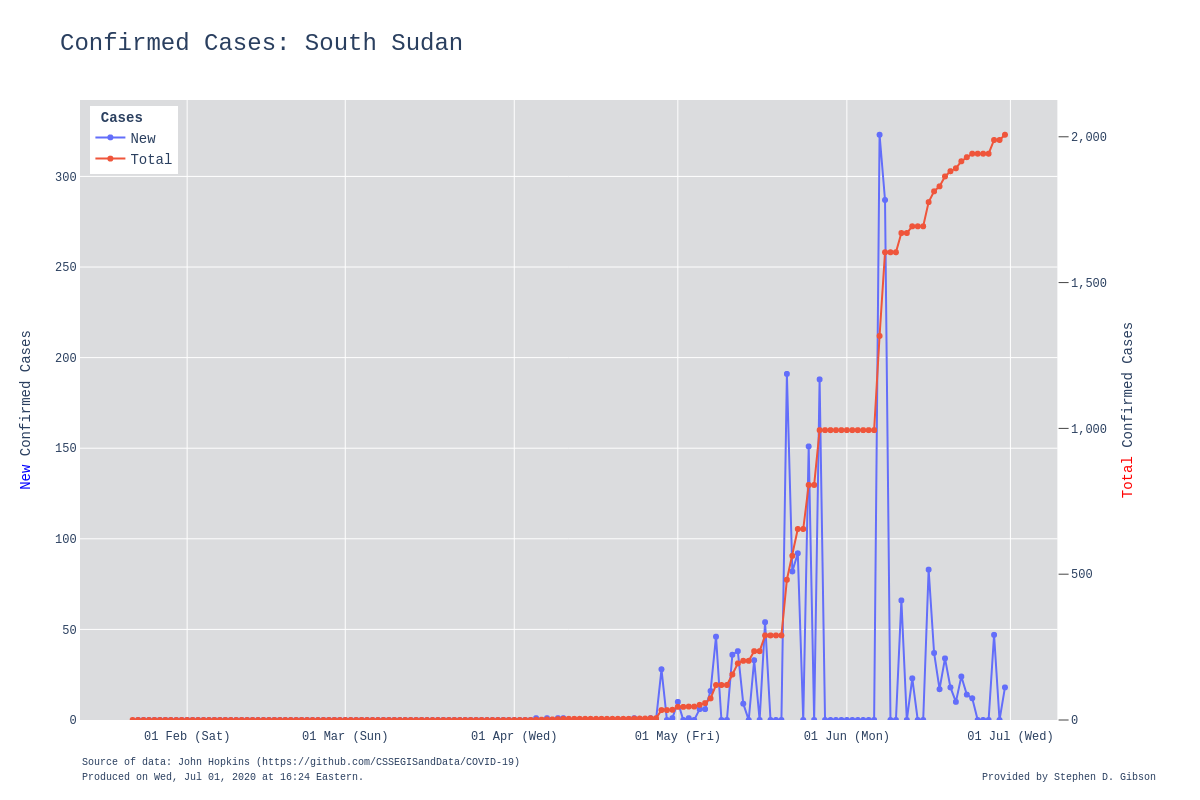 Confirmed Cases: South Sudan
Cases
New
Total
300
250
200
150
100
50
0
2,000
1,500
1,000
500
0
New Confirmed Cases
Total Confirmed Cases
01 Feb (Sat)
01 Mar (Sun)
01 Apr (Wed)
01 May (Fri)
01 Jun (Mon)
01 Jul (Wed)
Source of data: John Hopkins (https://github.com/CSSEGISandData/COVID-19)
Produced on Wed, Jul 01, 2020 at 16:24 Eastern.
Provided by Stephen D. Gibson